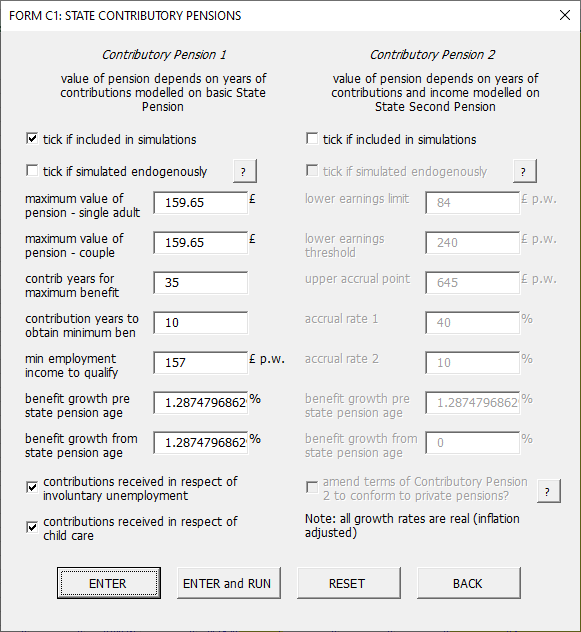 FORM C1: STATE CONTRIBUTORY PENSIONS
Contributory Pension 1
value of pension depends on years of
contributions modelled on basic State
Pension
tick if included in simulations
tick if simulated endogenously
?
maximum value of
pension - single adult
159.65
£
maximum value of
pension - couple
159.65
£
contrib years for
maximum benefit
35
contribution years to
obtain minimum ben
10
min employment
income to qualify
157
£ p.w.
benefit growth pre
state pension age
1.2874796862
%
benefit growth from
state pension age
1.2874796862
%
contributions received in respect of
involuntary unemployment
contributions received in respect of
child care
Contributory Pension 2
value of pension depends on years of
contributions and income modelled on
State Second Pension
tick if included in simulations
tick if simulated endogenously
?
lower earnings limit
84
£ p.w.
lower earnings
threshold
240
£ p.w.
upper accrual point
645
£ p.w.
accrual rate 1
40
%
accrual rate 2
10
%
benefit growth pre
state pension age
1.2874796862
%
benefit growth from
state pension age
0
%
amend terms of Contributory Pension
2 to conform to private pensions?
?
Note: all growth rates are real (inflation
adjusted)
ENTER
ENTER and RUN
RESET
BACK